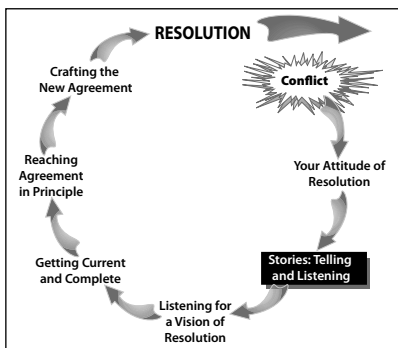 RESOLUTION
Conflict
Your Attitude of
Resolution
Stories: Telling
and Listening
Listening for
a Vision of
Resolution
Getting Current
and Complete
Reaching
Agreement
in Principle
Crafting the
New Agreement